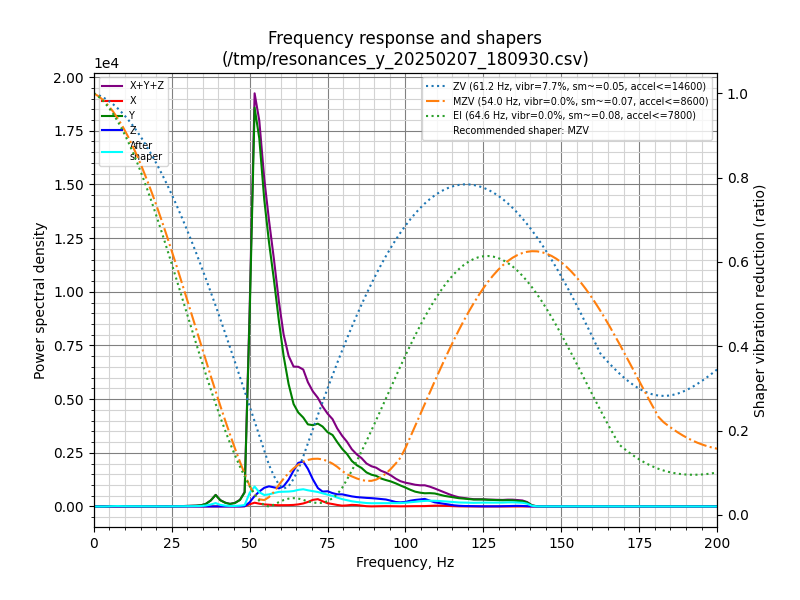 Frequency response and shapers
(/tmp/resonances_y_20250207_180930.csv)
1e4
2.00
1.75
1.50
1.25
1.00
0.75
0.50
0.25
0.00
Power spectral density
X+Y+Z
X
Y
Z
After
shaper
ZV (61.2 Hz, vibr=7.7%, sm~=0.05, accel<=14600)
MZV (54.0 Hz, vibr=0.0%, sm~=0.07, accel<=8600)
EI (64.6 Hz, vibr=0.0%, sm~=0.08, accel<=7800)
Recommended shaper: MZV
1.0
0.8
0.6
0.4
0.2
0.0
Shaper vibration reduction (ratio)
0 25 50 75 100 125 150 175 200
Frequency, Hz